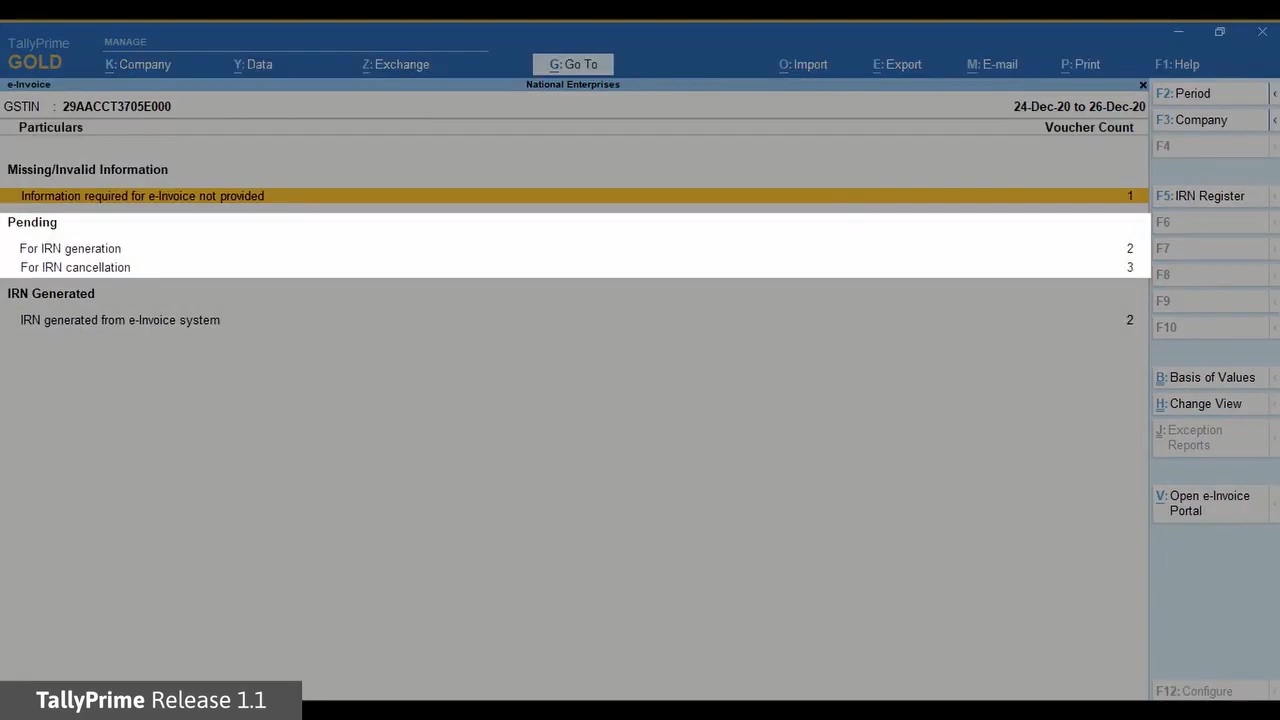 TallyPrime
GOLD
MANAGE
K: Company
Y: Data
Z: Exchange
G: Go To
O: Import
E: Export
M: E-mail
P: Print
F1: Help
e-Invoice
National Enterprises
GSTIN : 29AACCT3705E000
24-Dec-20 to 26-Dec-20
Particulars
Voucher Count
Missing/Invalid Information
Information required for e-Invoice not provided 1
Pending
For IRN generation 2
For IRN cancellation 3
IRN Generated
IRN generated from e-Invoice system 2
F2: Period
F3: Company
F4
F5: IRN Register
F6
F7
F8
F9
F10
B: Basis of Values
H: Change View
J: Exception
Reports
V: Open e-Invoice
Portal
F12: Configure
TallyPrime Release 1.1